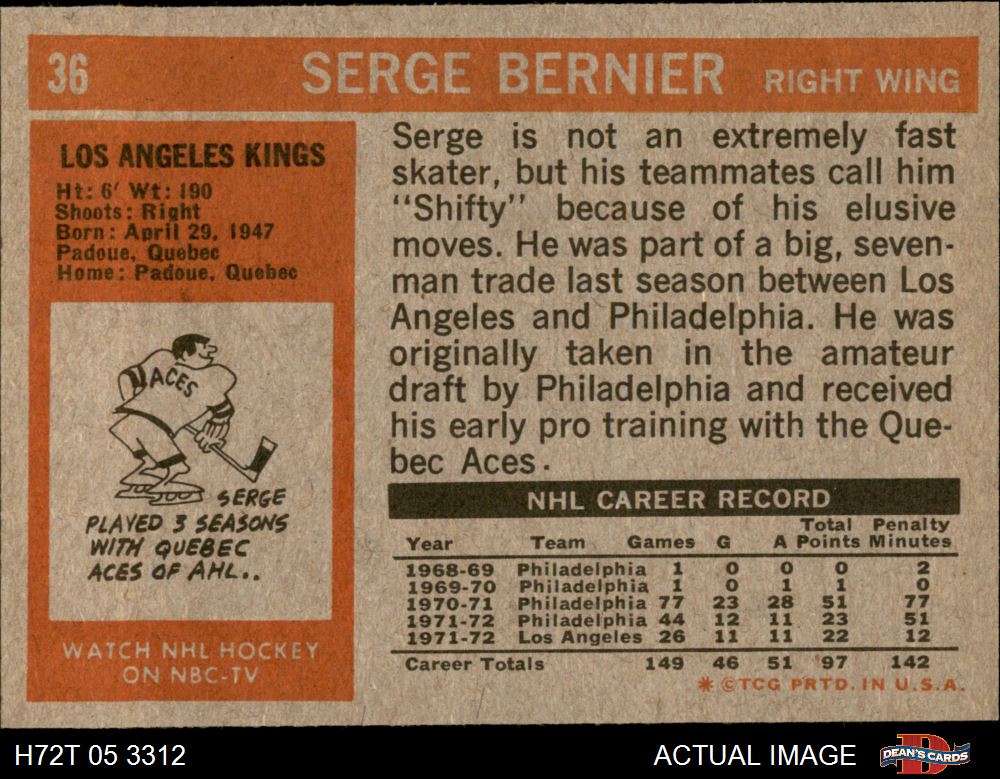 36 SERGE BERNIER RIGHT WING
LOS ANGELES KINGS
Ht: 6' Wt: 190
Shoots: Right
Born: April 29, 1947
Padoue, Quebec
Home: Padoue, Quebec
ACES
SERGE
PLAYED 3 SEASONS
WITH QUEBEC
ACES OF AHL..
WATCH NHL HOCKEY
ON NBC-TV
Serge is not an extremely fast
skater, but his teammates call him
"Shifty" because of his elusive
moves. He was part of a big, seven-
man trade last season between Los
Angeles and Philadelphia. He was
originally taken in the amateur
draft by Philadelphia and received
his early pro training with the Que-
bec Aces.
NHL CAREER RECORD
Total Penalty
Year Team Games G A Points Minutes
1968-69 Philadelphia 1 0 0 0 2
1969-70 Philadelphia 1 0 1 1 0
1970-71 Philadelphia 77 23 28 51 77
1971-72 Philadelphia 44 12 11 23 51
1971-72 Los Angeles 26 11 11 22 12
Career Totals 149 46 51 97 142
* ©TCG PRTD. IN U.S.A.
H72T 05 3312 ACTUAL IMAGE DEAN'S CARDS